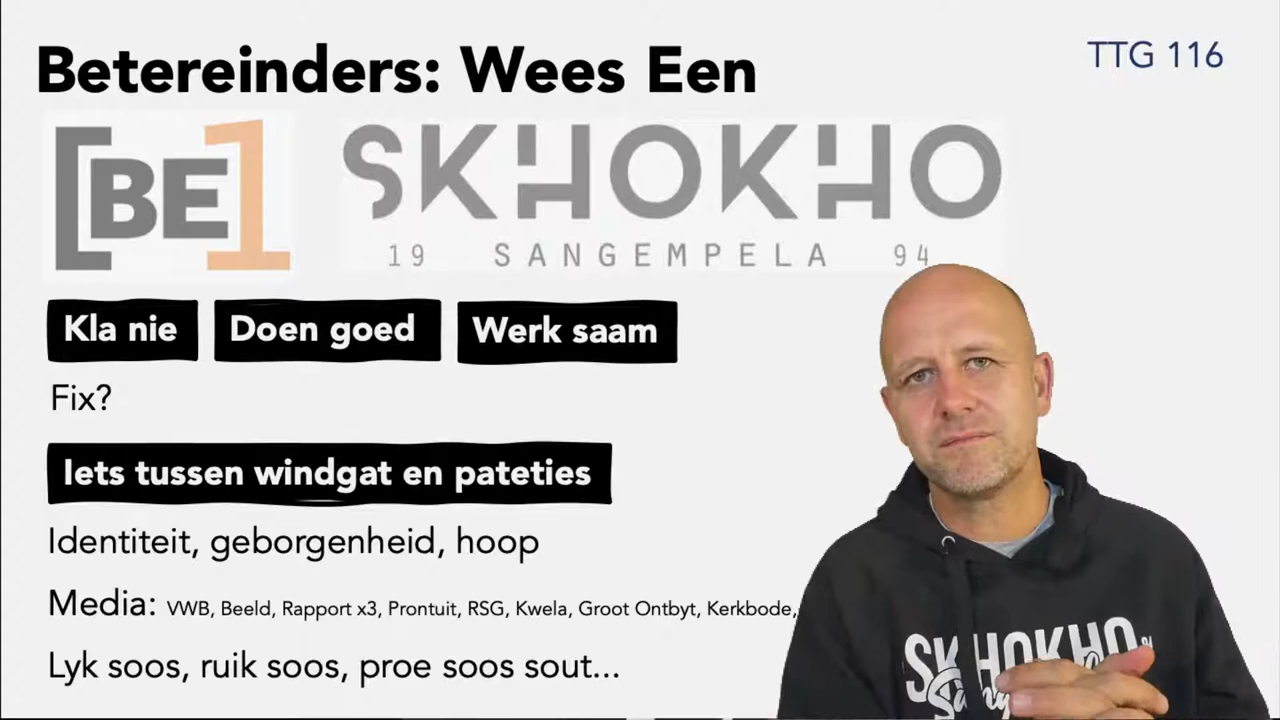 Betereinders: Wees Een
TTG 116
[BE1
SKHOKHO
19 SANGEMPELA 94
Kla nie
Doen goed
Werk saam
Fix?
Iets tussen windgat en pateties
Identiteit, geborgenheid, hoop
Media: VWB, Beeld, Rapport x3, Prontuit, RSG, Kwela, Groot Ontbyt, Kerkbode,
Lyk soos, ruik soos, proe soos sout...
SKHOKHO